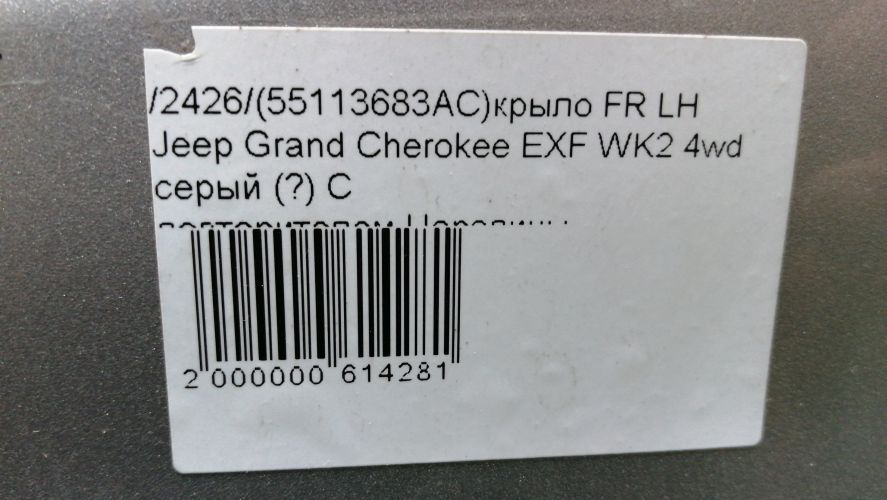 /2426/(55113683AC)крыло FR LH
Jeep Grand Cherokee EXF WK2 4wd
серый (?) С
2 000000 614281